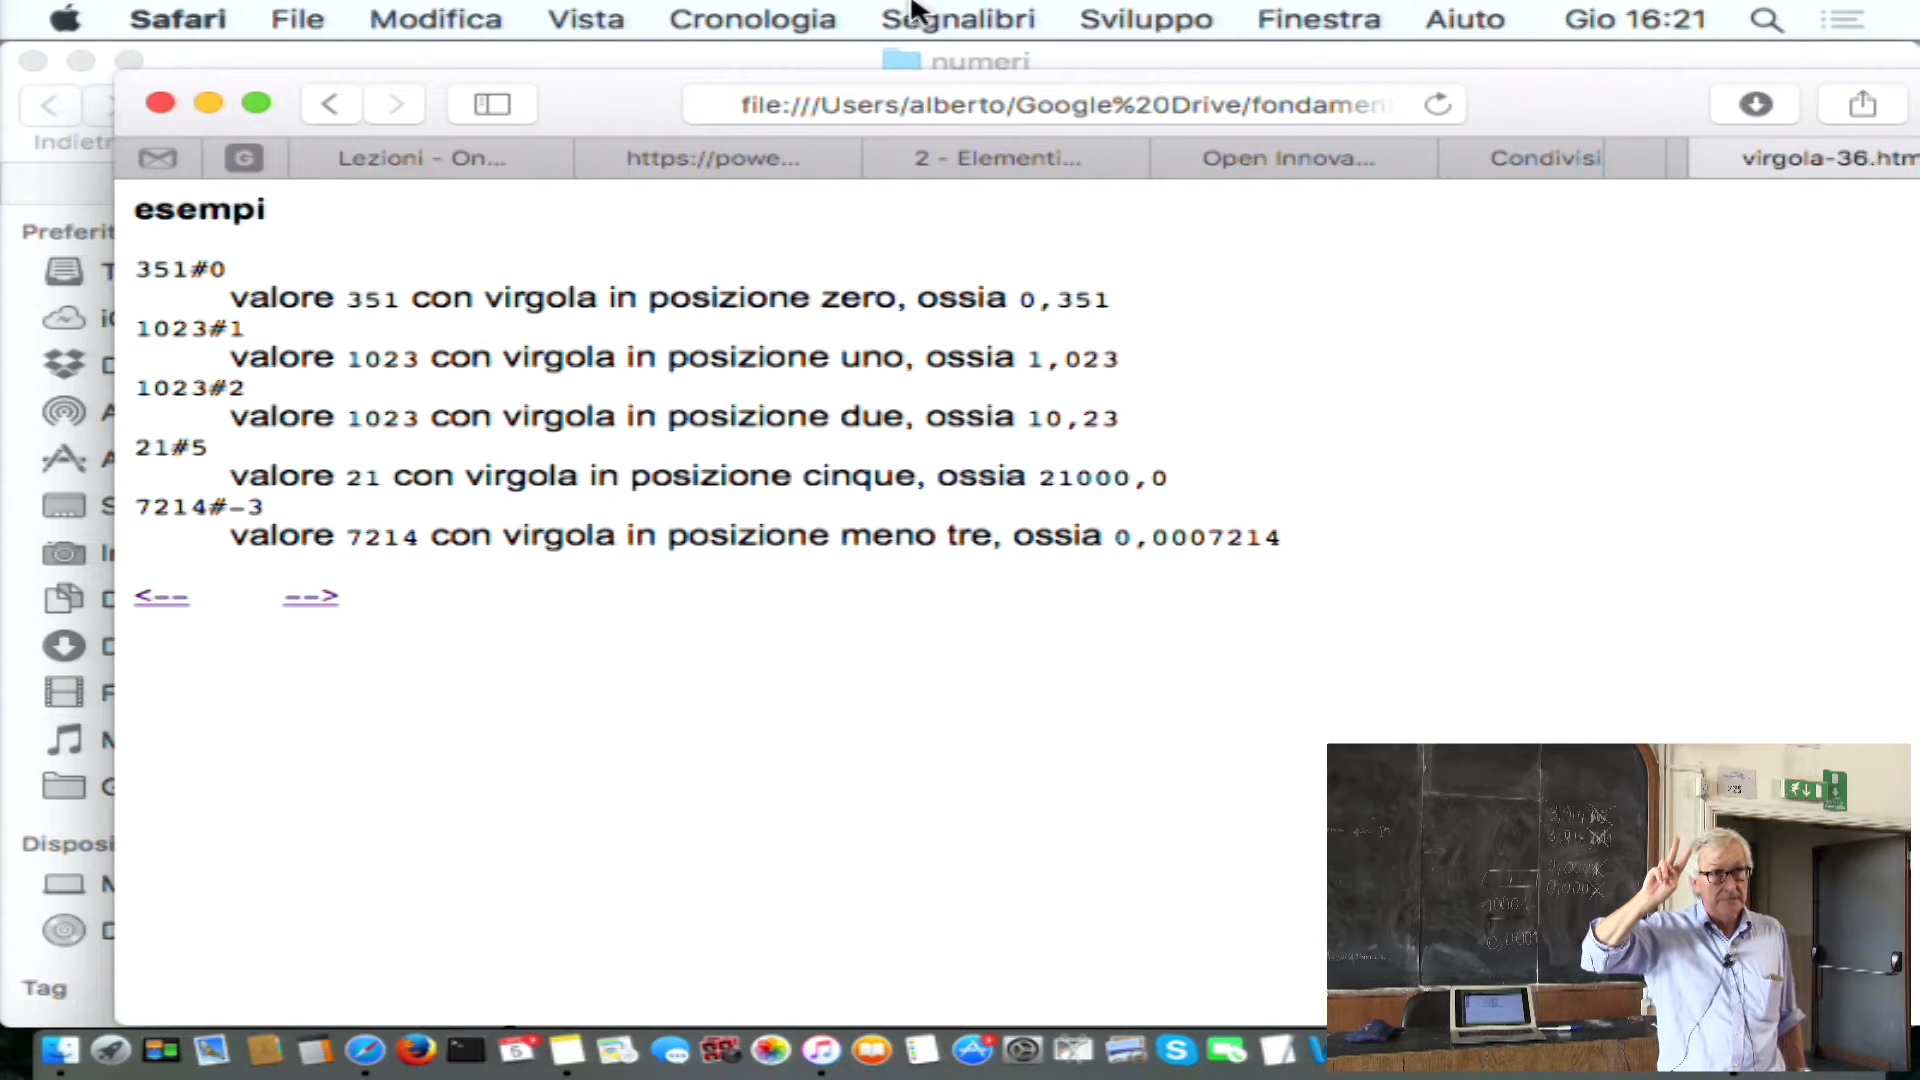 Safari File Modifica Vista Cronologia Segnalibri Sviluppo Finestra Aiuto Gio 16:21
numeri
file:///Users/alberto/Google%20Drive/fondamen
Indietr
G Lezioni - On... https://powe... 2 - Elementi... Open Innova... Condivisi virgola-36.htm
esempi
Preferit
351#0
valore 351 con virgola in posizione zero, ossia 0,351
1023#1
valore 1023 con virgola in posizione uno, ossia 1,023
1023#2
valore 1023 con virgola in posizione due, ossia 10,23
21#5
valore 21 con virgola in posizione cinque, ossia 21000,0
7214#-3
valore 7214 con virgola in posizione meno tre, ossia 0,0007214
<-- -->
Disposi
Tag